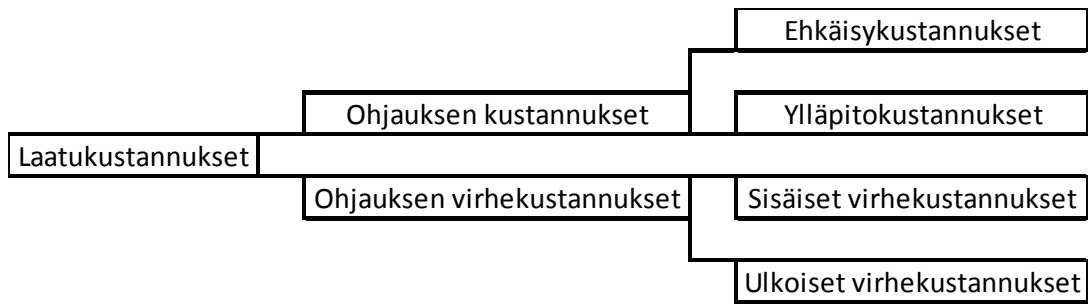 Ehkäisykustannukset
Ohjauksen kustannukset
Ylläpitokustannukset
Laatukustannukset
Ohjauksen virhekustannukset
Sisäiset virhekustannukset
Ulkoiset virhekustannukset